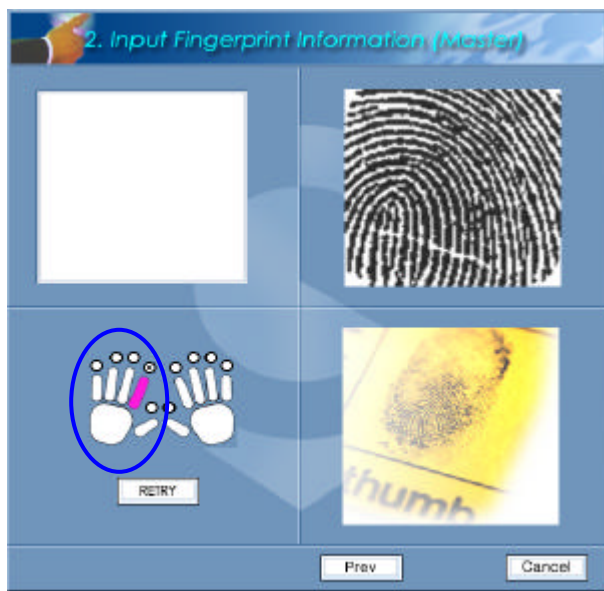 2. Input Fingerprint Information (Master)
RETRY
thumb
Prev
Cancel